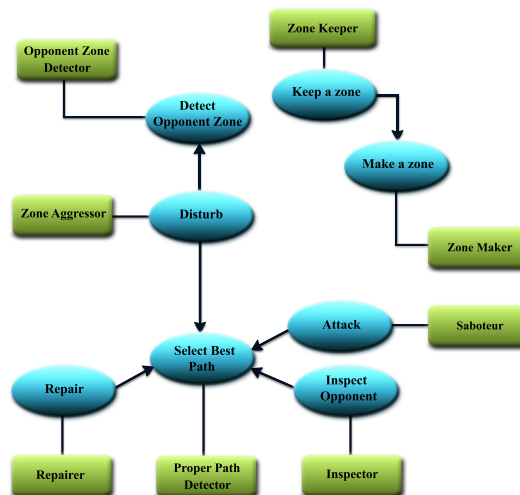 Zone Keeper
Opponent Zone
Detector
Keep a zone
Detect
Opponent Zone
Make a zone
Zone Aggressor
Disturb
Zone Maker
Attack
Saboteur
Select Best
Path
Repair
Inspect
Opponent
Repairer
Proper Path
Detector
Inspector